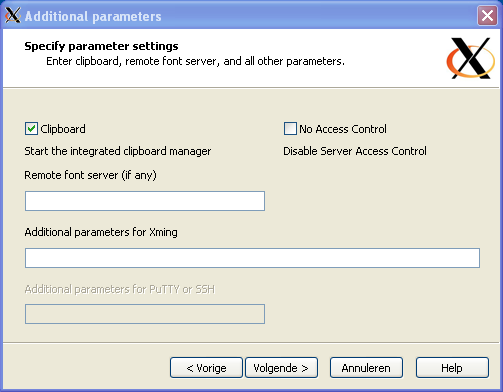 Additional parameters
Specify parameter settings
Enter clipboard, remote font server, and all other parameters.
Clipboard
No Access Control
Start the integrated clipboard manager
Disable Server Access Control
Remote font server (if any)
Additional parameters for Xming
Additional parameters for PuTTY or SSH
< Vorige
Volgende >
Annuleren
Help